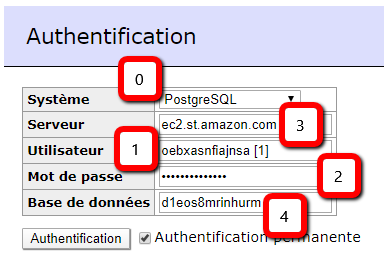 Authentification
0
Système PostgreSQL
Serveur ec2.st.amazon.com 3
Utilisateur 1 oebxasnfiajnsa [1]
Mot de passe •••••••••••••• 2
Base de données d1eos8mrinhurm 4
Authentification Authentification permanente